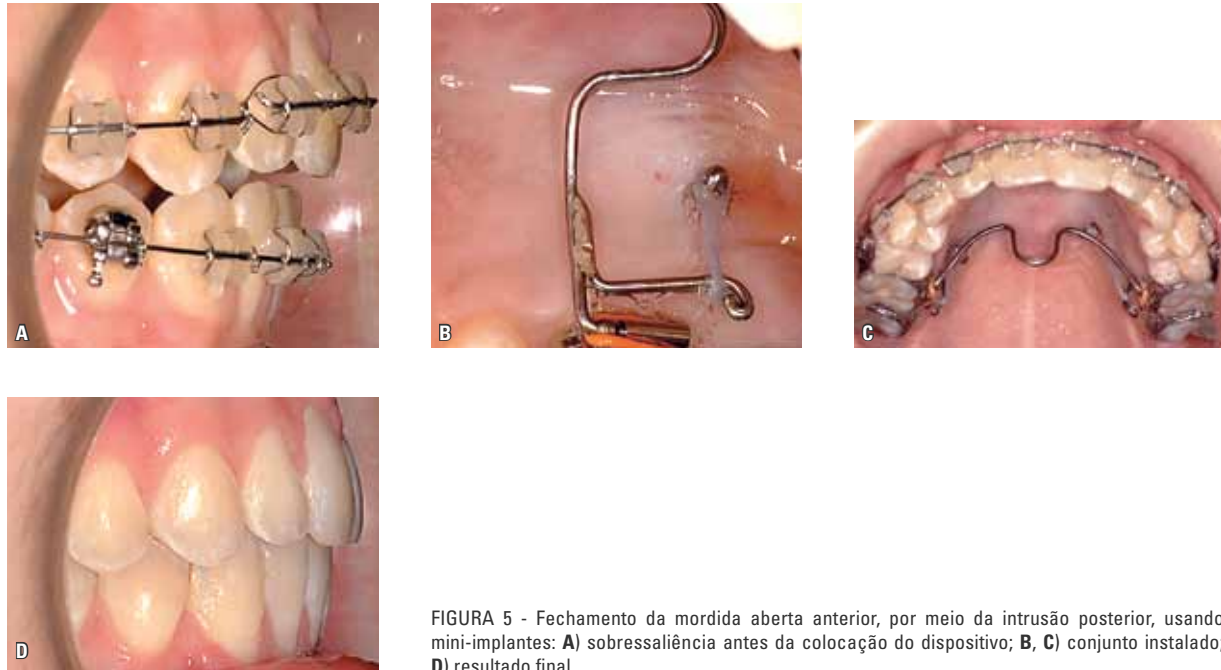 A
B
C
D
FIGURA 5 - Fechamento da mordida aberta anterior, por meio da intrusão posterior, usando
mini-implantes: A) sobressaliência antes da colocação do dispositivo; B, C) conjunto instalado;
D) resultado final.